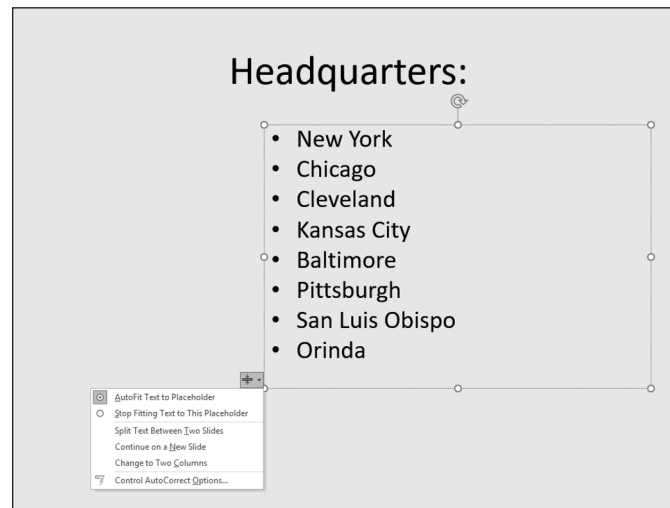 Headquarters:
• New York
• Chicago
• Cleveland
• Kansas City
• Baltimore
• Pittsburgh
• San Luis Obispo
• Orinda
AutoFit Text to Placeholder
Stop Fitting Text to This Placeholder
Split Text Between Two Slides
Continue on a New Slide
Change to Two Columns
Control AutoCorrect Options...